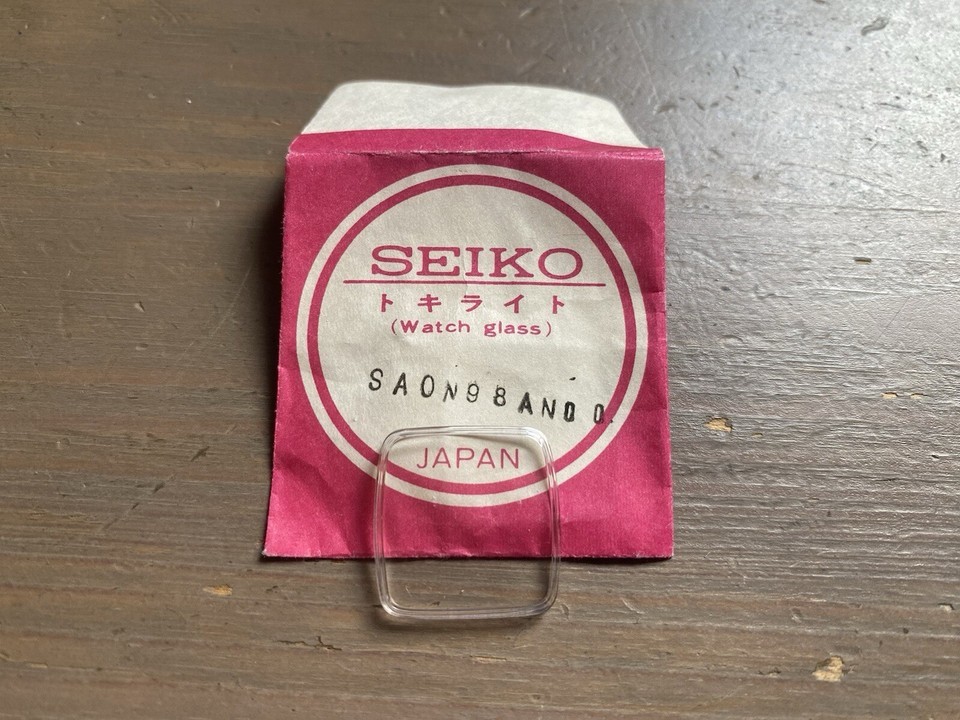 SEIKO
トキライト
(Watch glass)
SA0N98AN00
JAPAN